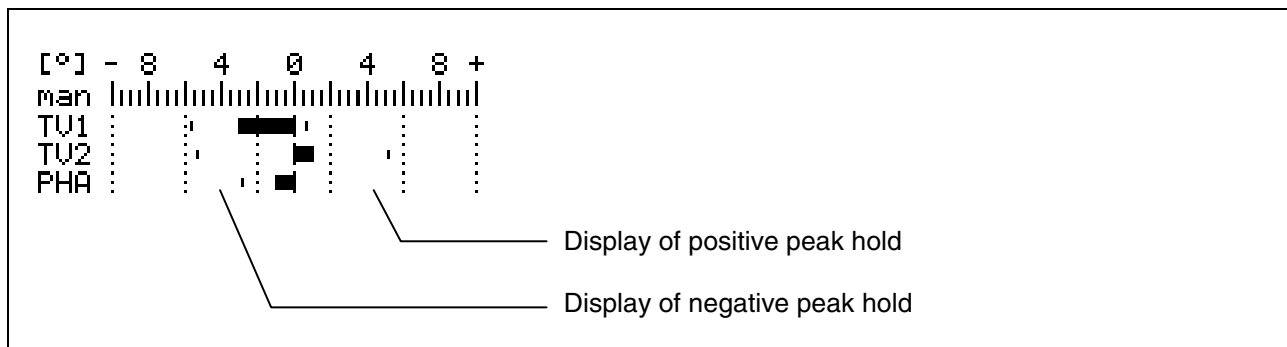 [°] - 8 4 0 4 8 +
man
TV1
TV2
PHA
Display of positive peak hold
Display of negative peak hold